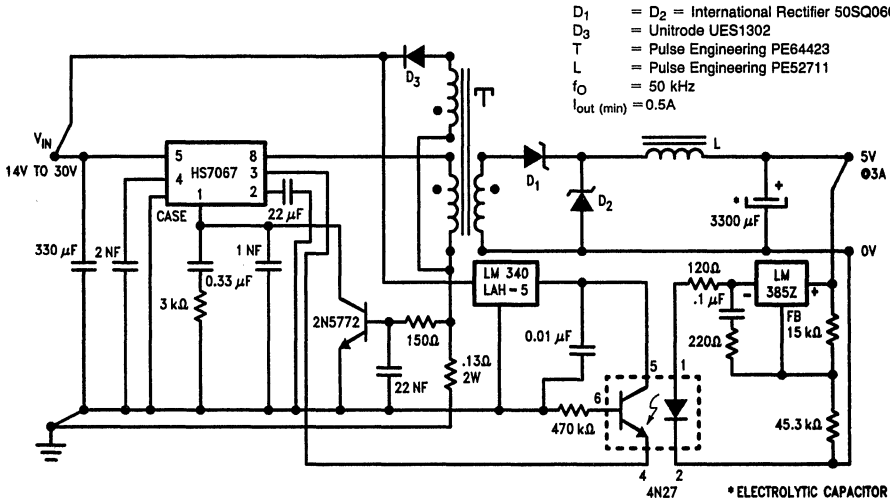 D1 = D2 = International Rectifier 50SQ060
D3 = Unitrode UES1302
T = Pulse Engineering PE64423
L = Pulse Engineering PE52711
fO = 50 kHz
Iout (min) = 0.5A
D3
T
L
VIN
14V TO 30V
5 HS7067 8
4 3
1 2
CASE
22 µF
D1
D2
5V
@3A
*
+
3300 µF
0V
330 µF
2 NF
0.33 µF
1 NF
3 kΩ
LM 340
LAH-5
120Ω
LM
385Z
-
+
.1 µF
FB
15 kΩ
2N5772
150Ω
.13Ω
2W
0.01 µF
220Ω
22 NF
5
1
6
470 kΩ
45.3 kΩ
4
2
4N27
* ELECTROLYTIC CAPACITOR